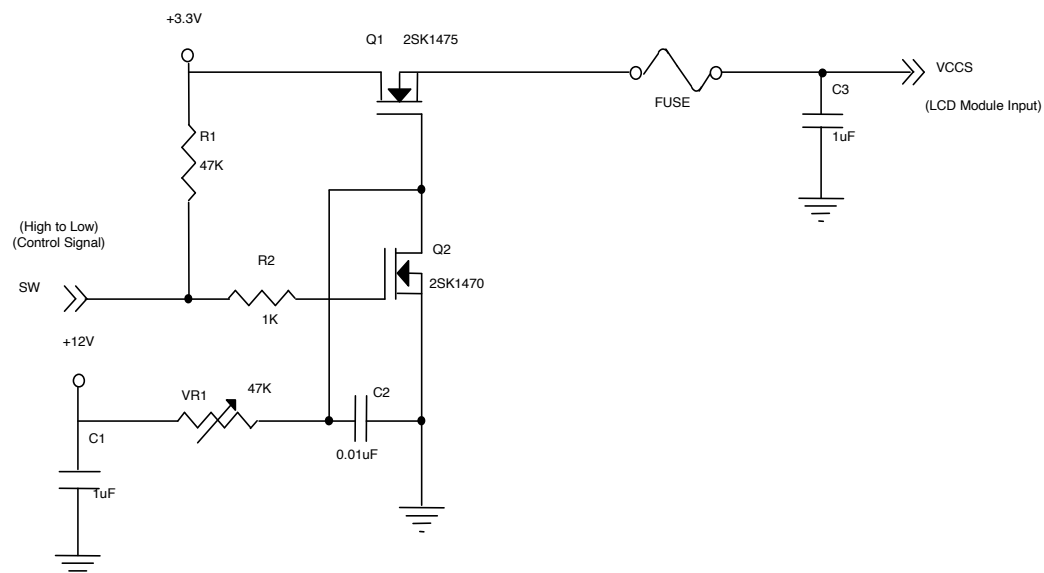 +3.3V
Q1 2SK1475
VCCS
FUSE
C3
(LCD Module Input)
1uF
R1
47K
(High to Low)
(Control Signal)
SW
R2
1K
Q2
2SK1470
+12V
VR1
47K
C2
0.01uF
C1
1uF